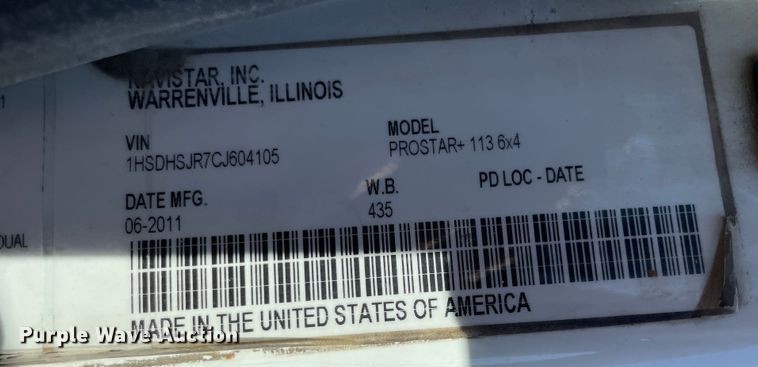 NAVISTAR, INC.
WARRENVILLE, ILLINOIS
VIN
1HSDHSJR7CJ604105
MODEL
PROSTAR+ 113 6x4
DATE MFG.
06-2011
W.B.
435
PD LOC - DATE
DUAL
MADE IN THE UNITED STATES OF AMERICA
Purple Wave Auction